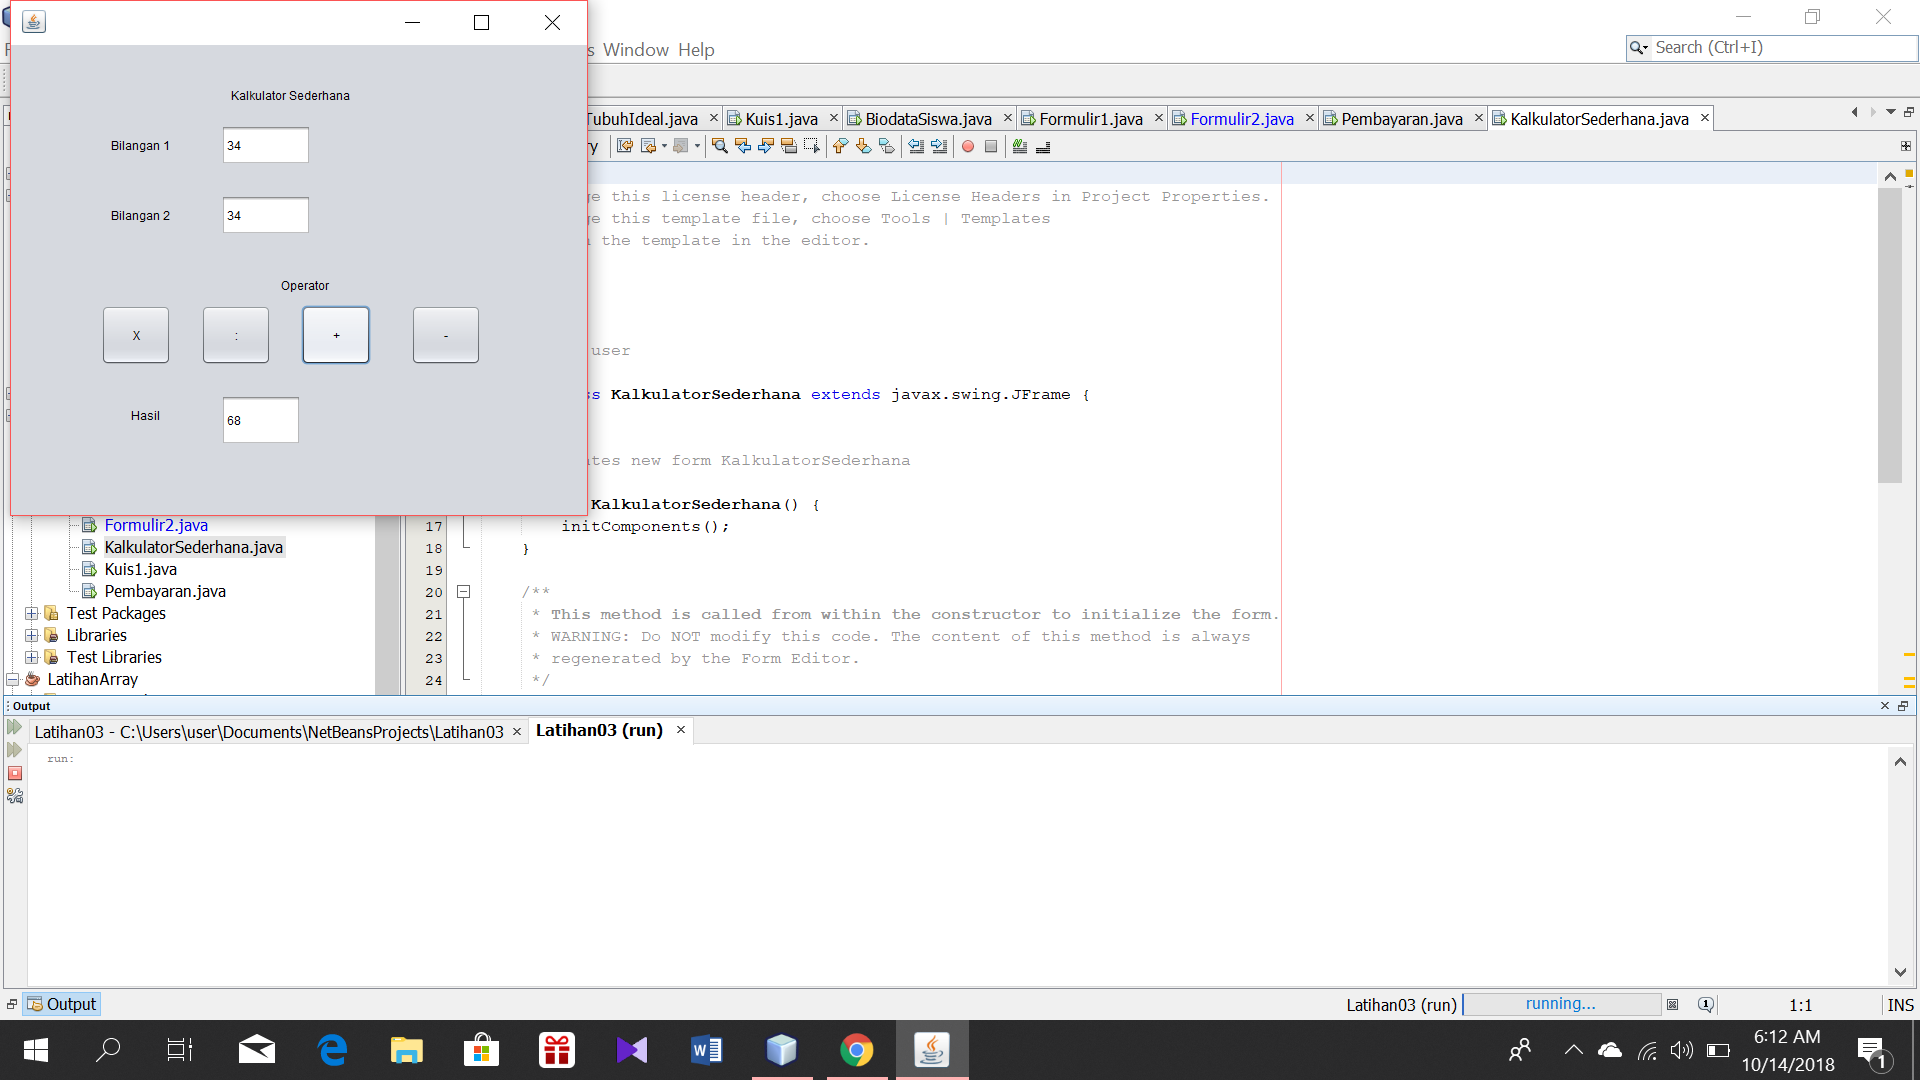 Kalkulator Sederhana
Bilangan 1
34
Bilangan 2
34
Operator
X
:
+
-
Hasil
68
Window Help
Search (Ctrl+I)
TubuhIdeal.java
Kuis1.java
BiodataSiswa.java
Formulir1.java
Formulir2.java
Pembayaran.java
KalkulatorSederhana.java
this license header, choose License Headers in Project Properties.
this template file, choose Tools | Templates
the template in the editor.
user
KalkulatorSederhana extends javax.swing.JFrame {
new form KalkulatorSederhana
KalkulatorSederhana() {
17 initComponents();
18 }
19
20 /**
21 * This method is called from within the constructor to initialize the form.
22 * WARNING: Do NOT modify this code. The content of this method is always
23 * regenerated by the Form Editor.
24 */
Formulir2.java
KalkulatorSederhana.java
Kuis1.java
Pembayaran.java
Test Packages
Libraries
Test Libraries
LatihanArray
Output
Latihan03 - C:\Users\user\Documents\NetBeansProjects\Latihan03
Latihan03 (run)
run:
Output
Latihan03 (run)
running...
1
1:1
INS
W
6:12 AM
10/14/2018
1